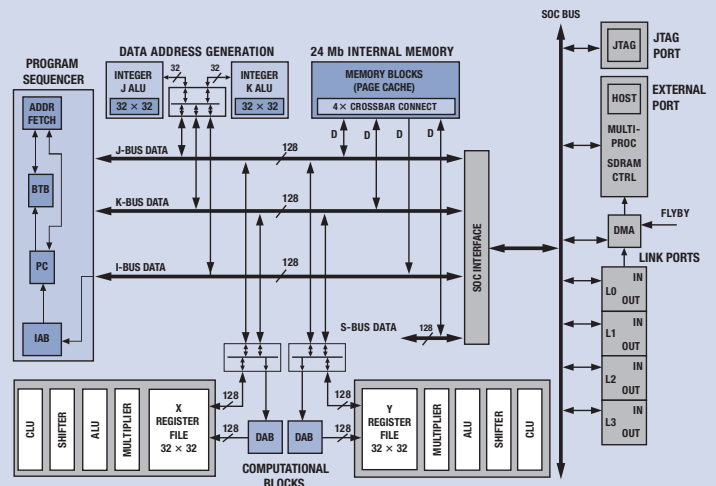 SOC BUS
DATA ADDRESS GENERATION
24 Mb INTERNAL MEMORY
PROGRAM
SEQUENCER
ADDR
FETCH
BTB
PC
IAB
INTEGER
J ALU
32 × 32
32
32
INTEGER
K ALU
32 × 32
MEMORY BLOCKS
(PAGE CACHE)
4× CROSSBAR CONNECT
D
D
D
D
J-BUS DATA
128
K-BUS DATA
128
I-BUS DATA
128
S-BUS DATA
128
SOC INTERFACE
JTAG
JTAG
PORT
EXTERNAL
PORT
HOST
MULTI-
PROC
SDRAM
CTRL
DMA
FLYBY
LINK PORTS
L0
IN
OUT
L1
IN
OUT
L2
IN
OUT
L3
IN
OUT
CLU
SHIFTER
ALU
MULTIPLIER
X
REGISTER
FILE
32 × 32
128
128
DAB
DAB
128
128
Y
REGISTER
FILE
32 × 32
MULTIPLIER
ALU
SHIFTER
CLU
COMPUTATIONAL
BLOCKS